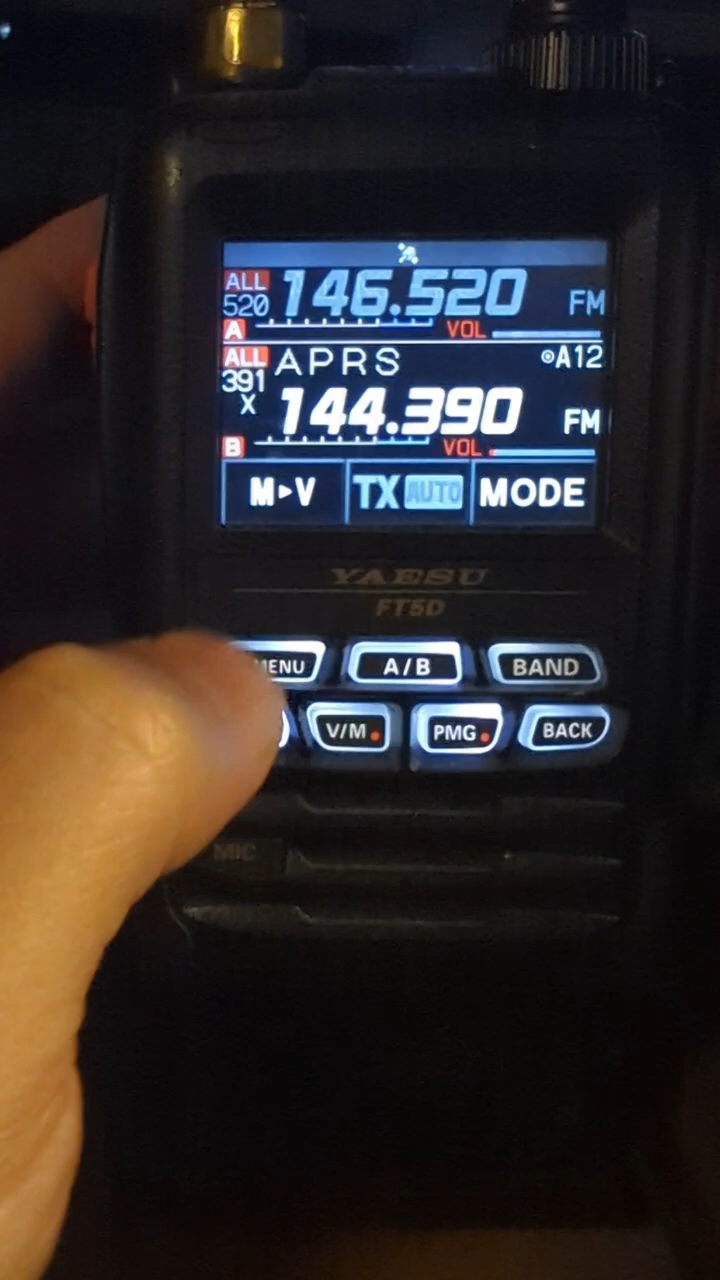 ALL 146.520 FM
520
A VOL
ALL APRS A12
391
X 144.390 FM
B VOL
M▸V TX AUTO MODE
YAESU
FT5D
MENU A/B BAND
V/M PMG BACK
MIC